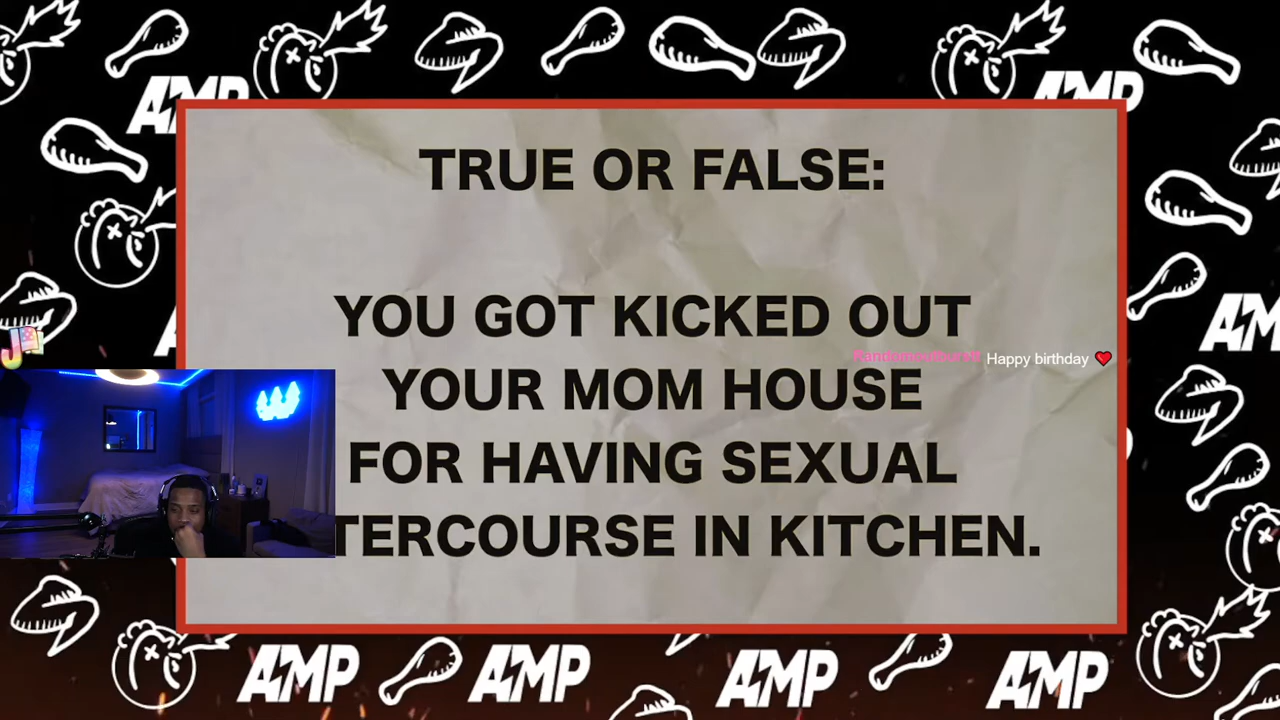 AMP
AMP
TRUE OR FALSE:
YOU GOT KICKED OUT
Happy birthday
YOUR MOM HOUSE
FOR HAVING SEXUAL
TERCOURSE IN KITCHEN.
AM
AMP
AMP
AMP
AMP